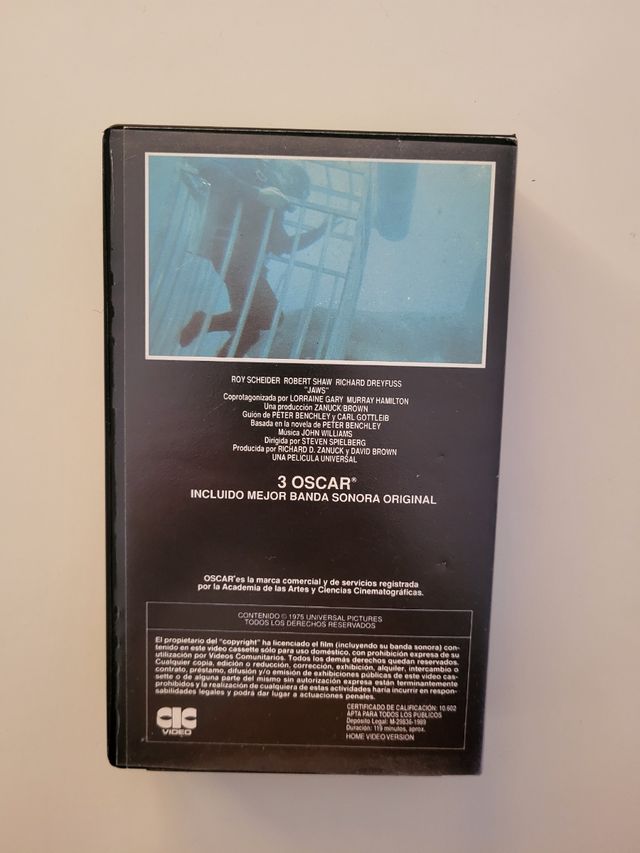 ROY SCHEIDER ROBERT SHAW RICHARD DREYFUSS
"JAWS"
Coprotagonizada por LORRAINE GARY MURRAY HAMILTON
Una producción ZANUCK/BROWN
Guión de PETER BENCHLEY y CARL GOTTLEIB
Basada en la novela de PETER BENCHLEY
Música JOHN WILLIAMS
Dirigida por STEVEN SPIELBERG
Producida por RICHARD D. ZANUCK y DAVID BROWN
UNA PELICULA UNIVERSAL
3 OSCAR®
INCLUIDO MEJOR BANDA SONORA ORIGINAL
OSCAR® es la marca comercial y de servicios registrada
por la Academia de las Artes y Ciencias Cinematográficas.
CONTENIDO © 1975 UNIVERSAL PICTURES
TODOS LOS DERECHOS RESERVADOS
El propietario del "copyright" ha licenciado el film (incluyendo su banda sonora) con-
tenido en este video cassette sólo para uso doméstico, con prohibición expresa de su
utilización por Videos Comunitarios. Todos los demás derechos quedan reservados.
Cualquier copia, edición o reducción, corrección, exhibición, alquiler, intercambio o
contrato, préstamo, difusión y/o emisión de exhibiciones públicas de este video cas-
sette o de alguna parte del mismo sin autorización expresa están terminantemente
prohibidos y la realización de cualquiera de estas actividades haría incurrir en respon-
sabilidades legales y podrá dar lugar a actuaciones penales.
CIC
VIDEO
CERTIFICADO DE CALIFICACIÓN: 10.602
APTA PARA TODOS LOS PÚBLICOS
Depósito Legal: M-29836-1989
Duración: 119 minutos, aprox.
HOME VIDEO VERSION